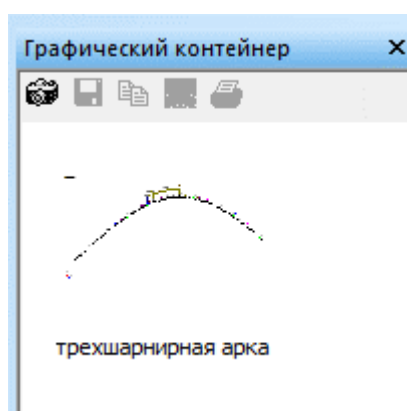 Графический контейнер
трехшарнирная арка